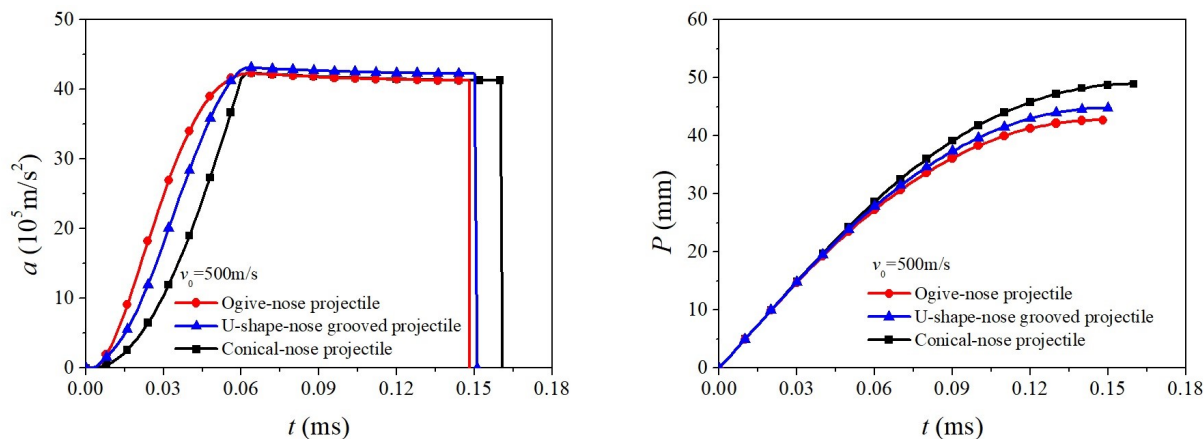 50
40
30
20
10
0
a (10⁵m/s²)
v₀=500m/s
Ogive-nose projectile
U-shape-nose grooved projectile
Conical-nose projectile
0.00 0.03 0.06 0.09 0.12 0.15 0.18
t (ms)
60
50
40
30
20
10
0
P (mm)
v₀=500m/s
Ogive-nose projectile
U-shape-nose grooved projectile
Conical-nose projectile
0.00 0.03 0.06 0.09 0.12 0.15 0.18
t (ms)